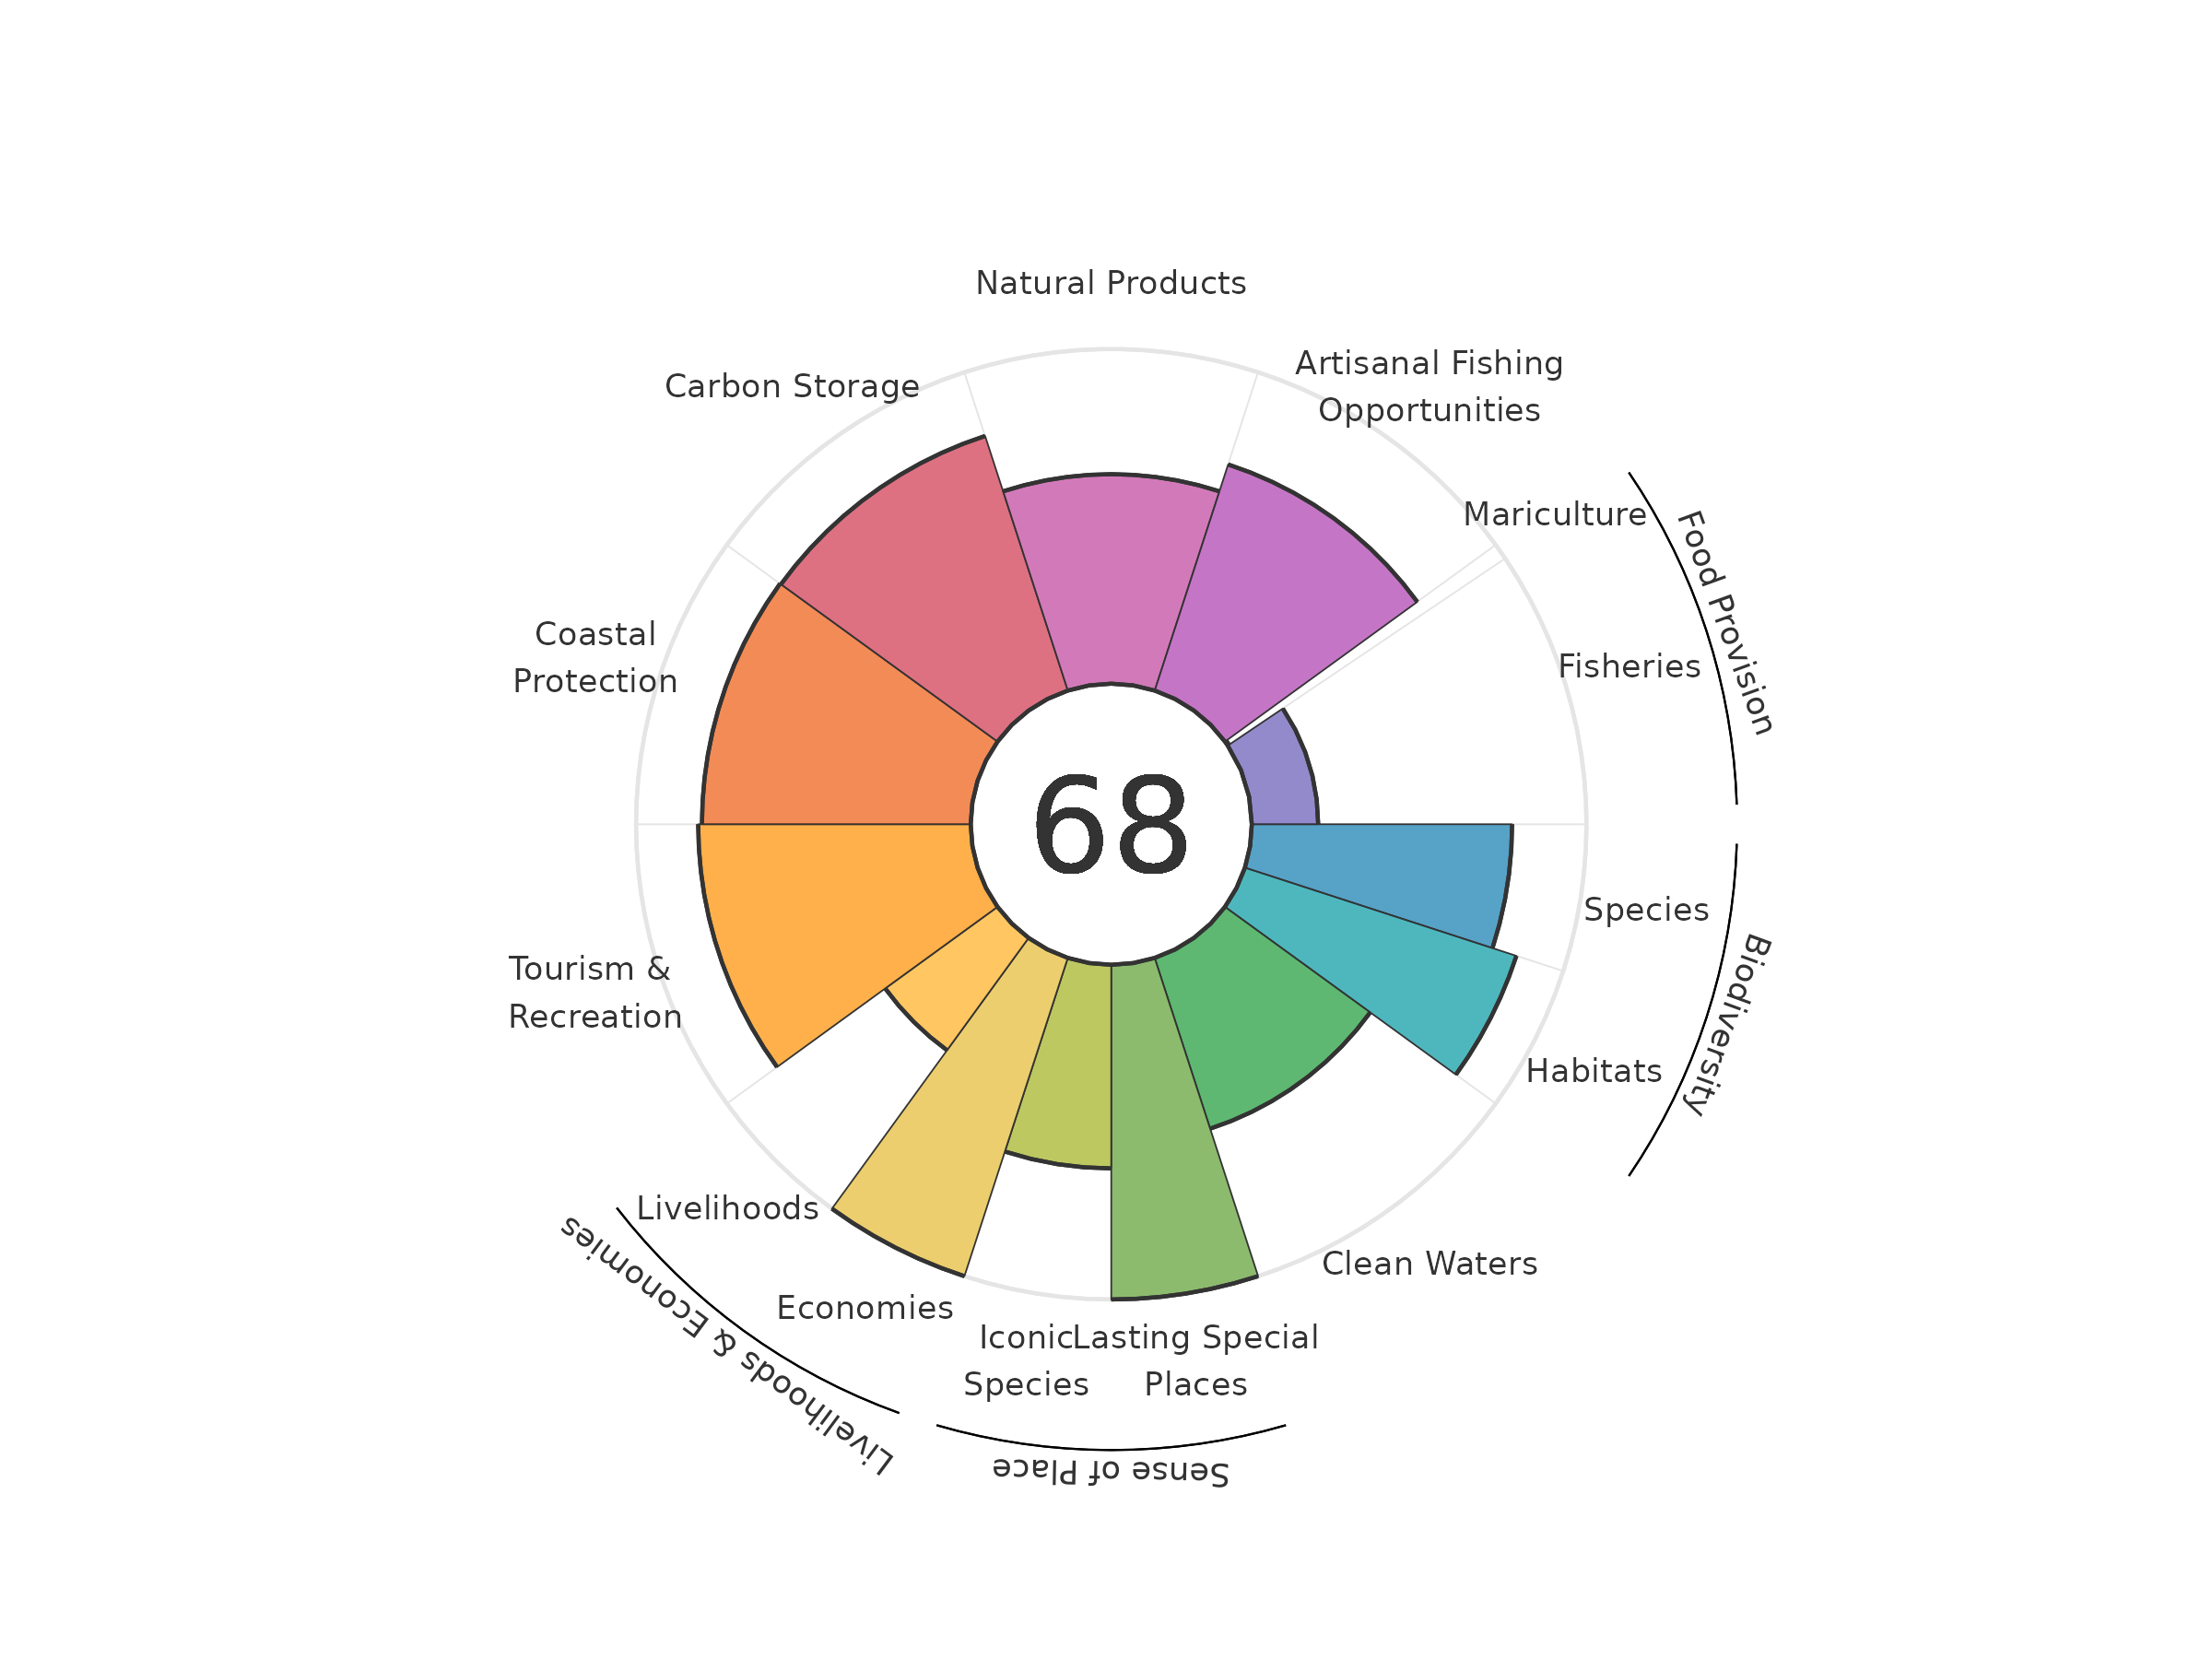 Natural Products
Artisanal Fishing
Opportunities
Carbon Storage
Mariculture
Food Provision
Coastal
Protection
Fisheries
68
Species
Biodiversity
Tourism &
Recreation
Habitats
Livelihoods
Clean Waters
Economies
Livelihoods & Economies
Iconic
Species
Lasting Special
Places
Sense of Place